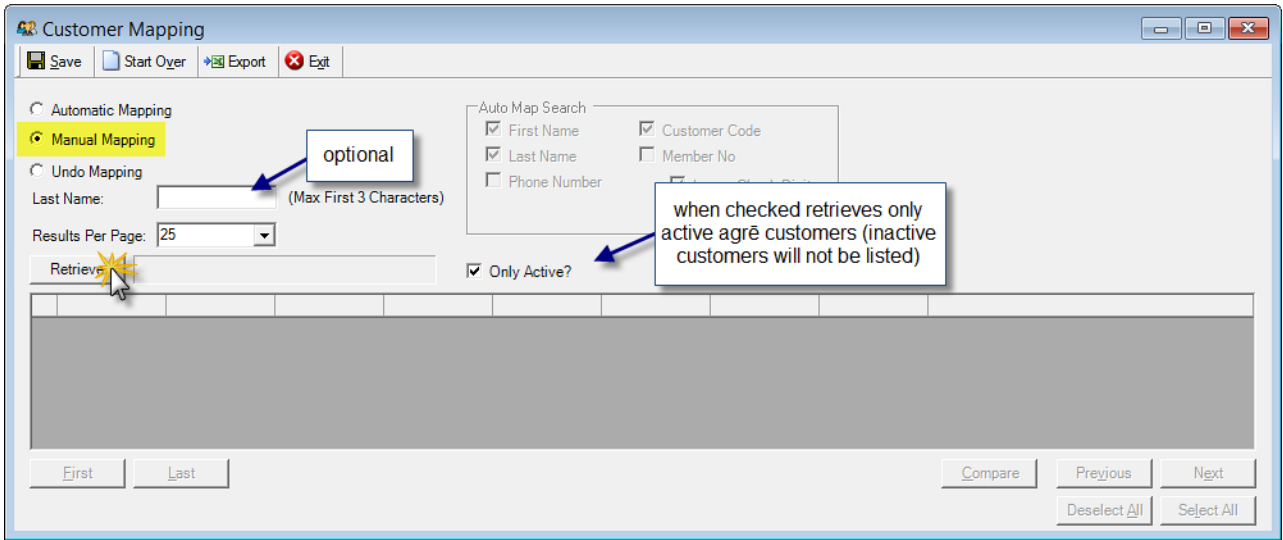 Customer Mapping
Save Start Over Export Exit
Automatic Mapping
Manual Mapping
Undo Mapping
optional
Last Name: (Max First 3 Characters)
Results Per Page: 25
Retrieve
Auto Map Search
First Name Customer Code
Last Name Member No
Phone Number
when checked retrieves only
active agrē customers (inactive
customers will not be listed)
Only Active?
First Last Compare Previous Next
Deselect All Select All